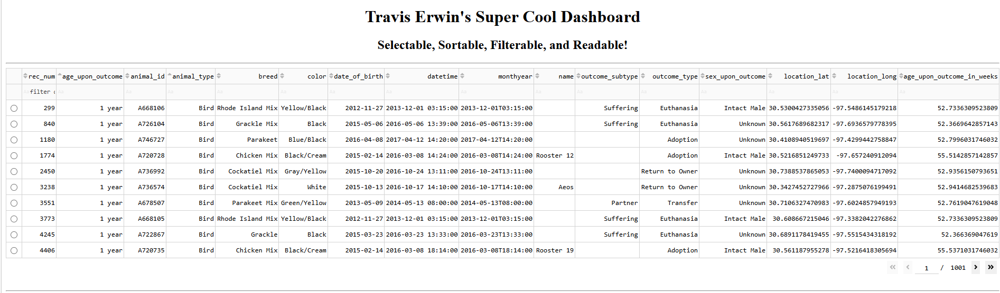 Travis Erwin's Super Cool Dashboard
Selectable, Sortable, Filterable, and Readable!
rec_num age_upon_outcome animal_id animal_type breed color date_of_birth datetime monthyear name outcome_subtype outcome_type sex_upon_outcome location_lat location_long age_upon_outcome_in_weeks
Aa filter Aa Aa Aa Aa Aa Aa Aa Aa Aa Aa Aa Aa Aa Aa Aa
299 1 year A668106 Bird Rhode Island Mix Yellow/Black 2012-11-27 2013-12-01 03:15:00 2013-12-01T03:15:00 Suffering Euthanasia Intact Male 30.5300427335056 -97.5486145179218 52.7336309523809
840 1 year A726104 Bird Grackle Mix Black 2015-05-06 2016-05-06 13:39:00 2016-05-06T13:39:00 Suffering Euthanasia Unknown 30.5617689682317 -97.6936579778395 52.3669642857143
1180 1 year A746727 Bird Parakeet Blue/Black 2016-04-08 2017-04-12 14:20:00 2017-04-12T14:20:00 Adoption Unknown 30.4108940519697 -97.4299442758847 52.7996031746032
1774 1 year A720728 Bird Chicken Mix Black/Cream 2015-02-14 2016-03-08 14:24:00 2016-03-08T14:24:00 Rooster 12 Adoption Intact Male 30.5216851249733 -97.657240912094 55.5142857142857
2450 1 year A736992 Bird Cockatiel Mix Gray/Yellow 2015-10-20 2016-10-24 13:11:00 2016-10-24T13:11:00 Return to Owner Unknown 30.7388537865053 -97.7400094717092 52.9356150793651
3238 1 year A736574 Bird Cockatiel Mix White 2015-10-13 2016-10-17 14:10:00 2016-10-17T14:10:00 Aeos Return to Owner Unknown 30.3427452727966 -97.2875076199491 52.9414682539683
3551 1 year A678507 Bird Parakeet Mix Green/Yellow 2013-05-09 2014-05-13 08:00:00 2014-05-13T08:00:00 Partner Transfer Unknown 30.7106327470983 -97.6024857949193 52.7619047619048
3773 1 year A668105 Bird Rhode Island Mix Yellow/Black 2012-11-27 2013-12-01 03:15:00 2013-12-01T03:15:00 Suffering Euthanasia Intact Male 30.608667215046 -97.3382042276862 52.7336309523809
4245 1 year A722867 Bird Grackle Black 2015-03-23 2016-03-23 13:33:00 2016-03-23T13:33:00 Suffering Euthanasia Unknown 30.6891178419455 -97.5515434318192 52.366369047619
4406 1 year A720735 Bird Chicken Mix Black/Cream 2015-02-14 2016-03-08 18:14:00 2016-03-08T18:14:00 Rooster 19 Adoption Intact Male 30.561187955278 -97.5216418305694 55.5371031746032
1 / 1001